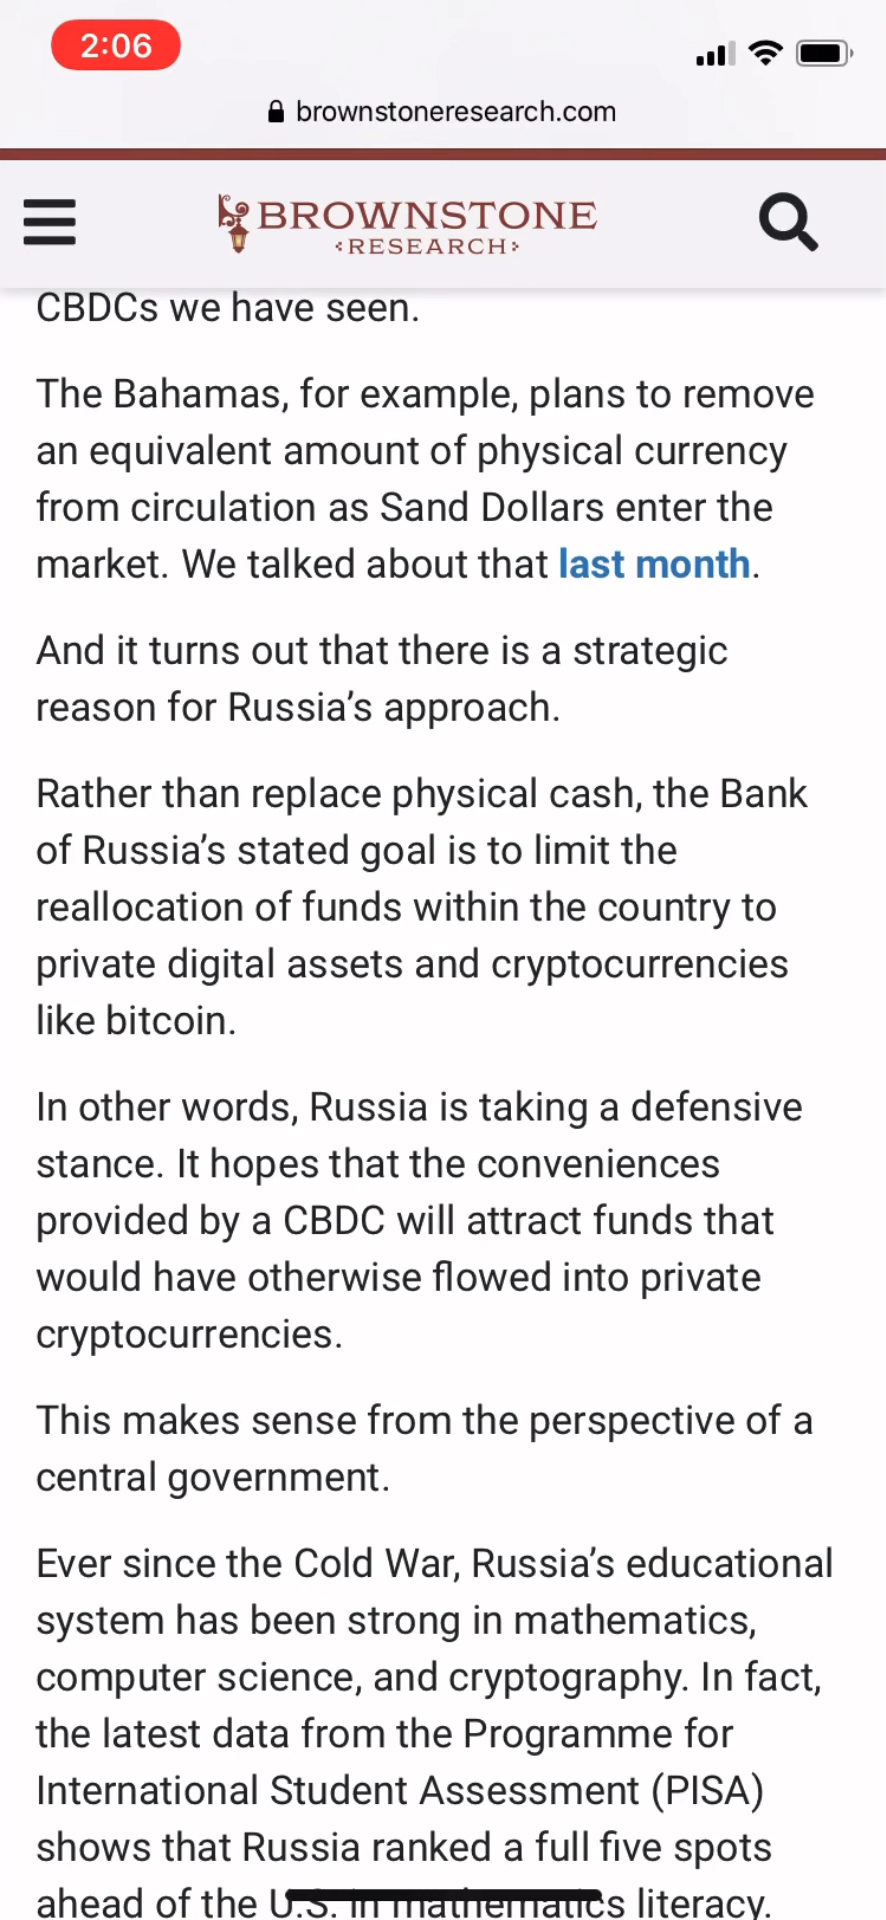 2:06
brownstoneresearch.com
BROWNSTONE
RESEARCH
CBDCs we have seen.
The Bahamas, for example, plans to remove
an equivalent amount of physical currency
from circulation as Sand Dollars enter the
market. We talked about that last month.
And it turns out that there is a strategic
reason for Russia’s approach.
Rather than replace physical cash, the Bank
of Russia’s stated goal is to limit the
reallocation of funds within the country to
private digital assets and cryptocurrencies
like bitcoin.
In other words, Russia is taking a defensive
stance. It hopes that the conveniences
provided by a CBDC will attract funds that
would have otherwise flowed into private
cryptocurrencies.
This makes sense from the perspective of a
central government.
Ever since the Cold War, Russia’s educational
system has been strong in mathematics,
computer science, and cryptography. In fact,
the latest data from the Programme for
International Student Assessment (PISA)
shows that Russia ranked a full five spots
ahead of the U.S. in mathematics literacy.